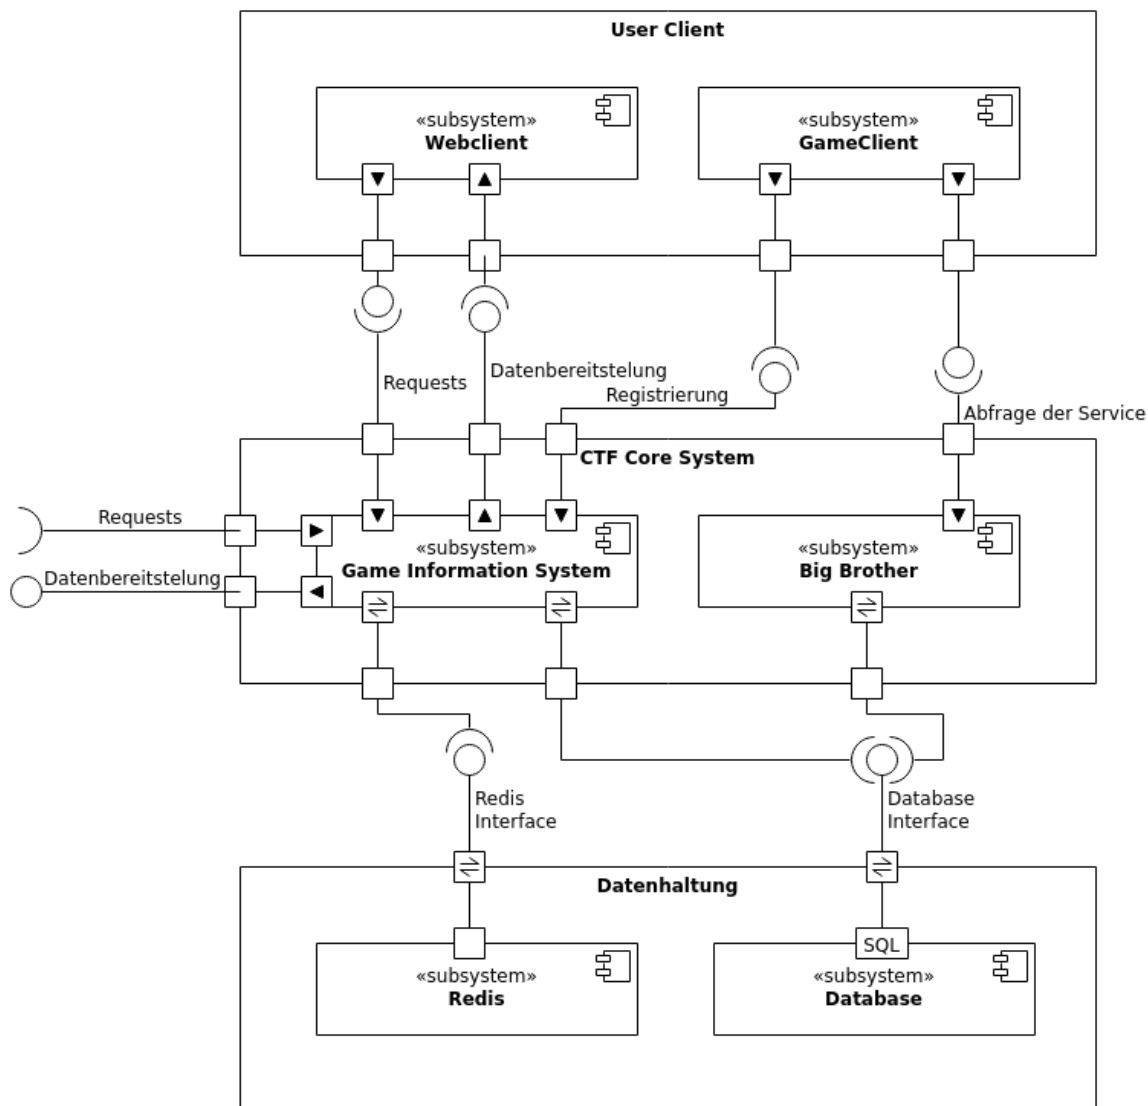 User Client
«subsystem»
Webclient
«subsystem»
GameClient
Datenbereitstelung
Requests
Registrierung
Abfrage der Service
CTF Core System
Requests
«subsystem»
Game Information System
«subsystem»
Big Brother
Datenbereitstelung
Redis
Interface
Database
Interface
Datenhaltung
SQL
«subsystem»
Redis
«subsystem»
Database